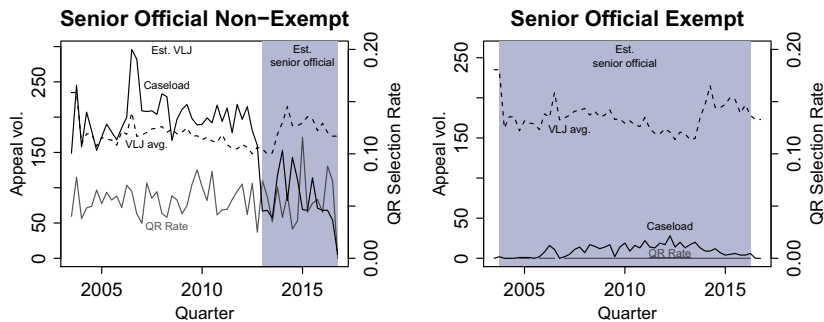 Senior Official Non−Exempt
Est. VLJ
Est.
senior official
Caseload
VLJ avg.
QR Rate
Appeal vol.
0
50
150
250
QR Selection Rate
0.00
0.10
0.20
2005
2010
2015
Quarter
Senior Official Exempt
Est.
senior official
VLJ avg.
Caseload
QR Rate
Appeal vol.
0
50
150
250
QR Selection Rate
0.00
0.10
0.20
2005
2010
2015
Quarter